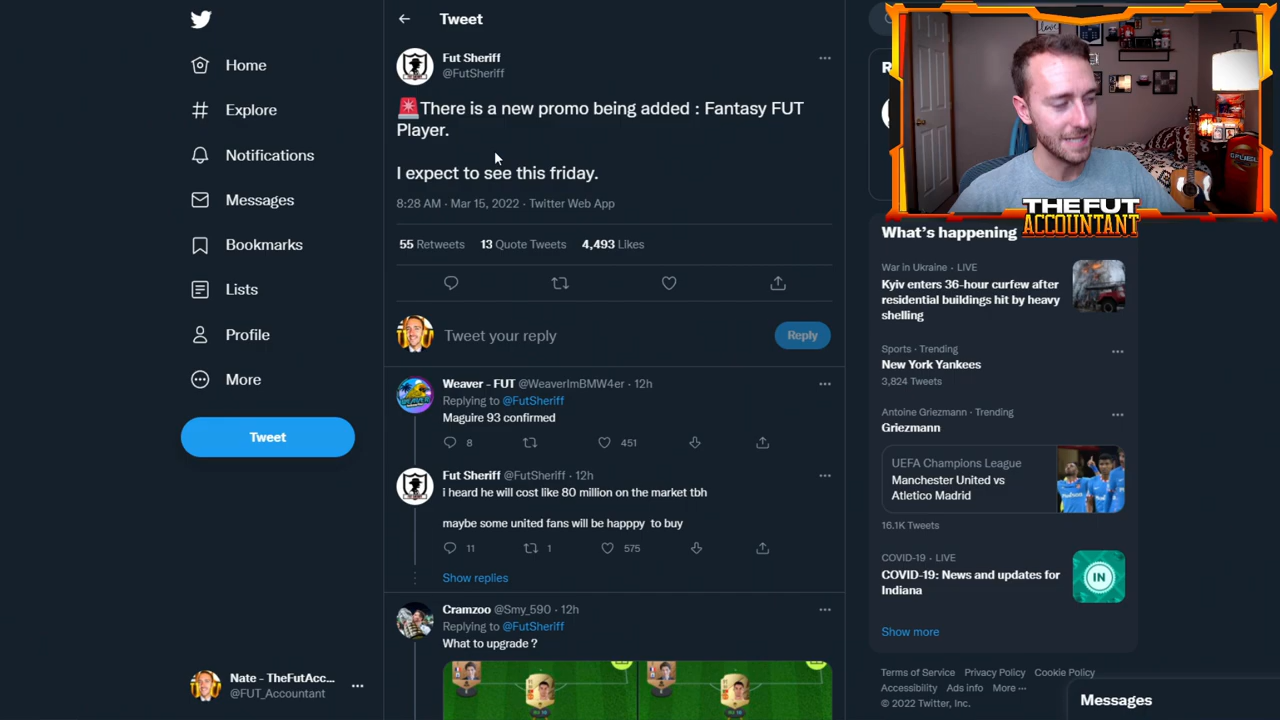 Tweet
Home
Explore
Notifications
Messages
Bookmarks
Lists
Profile
More
Tweet
Nate - TheFutAcc...
@FUT_Accountant
Fut Sheriff
@FutSheriff
🚨There is a new promo being added : Fantasy FUT
Player.
I expect to see this friday.
8:28 AM · Mar 15, 2022 · Twitter Web App
55 Retweets 13 Quote Tweets 4,493 Likes
Tweet your reply
Reply
Weaver - FUT @WeaverImBMW4er · 12h
Replying to @FutSheriff
Maguire 93 confirmed
8 451
Fut Sheriff @FutSheriff · 12h
i heard he will cost like 80 million on the market tbh
maybe some united fans will be happpy to buy
11 1 575
Show replies
Cramzoo @Smy_590 · 12h
Replying to @FutSheriff
What to upgrade ?
R
THE FUT
ACCOUNTANT
What's happening
War in Ukraine · LIVE
Kyiv enters 36-hour curfew after
residential buildings hit by heavy
shelling
Sports · Trending
New York Yankees
3,824 Tweets
Antoine Griezmann · Trending
Griezmann
UEFA Champions League
Manchester United vs
Atletico Madrid
16.1K Tweets
COVID-19 · LIVE
COVID-19: News and updates for
Indiana
IN
Show more
Terms of Service Privacy Policy Cookie Policy
Accessibility Ads info More ···
© 2022 Twitter, Inc.
Messages